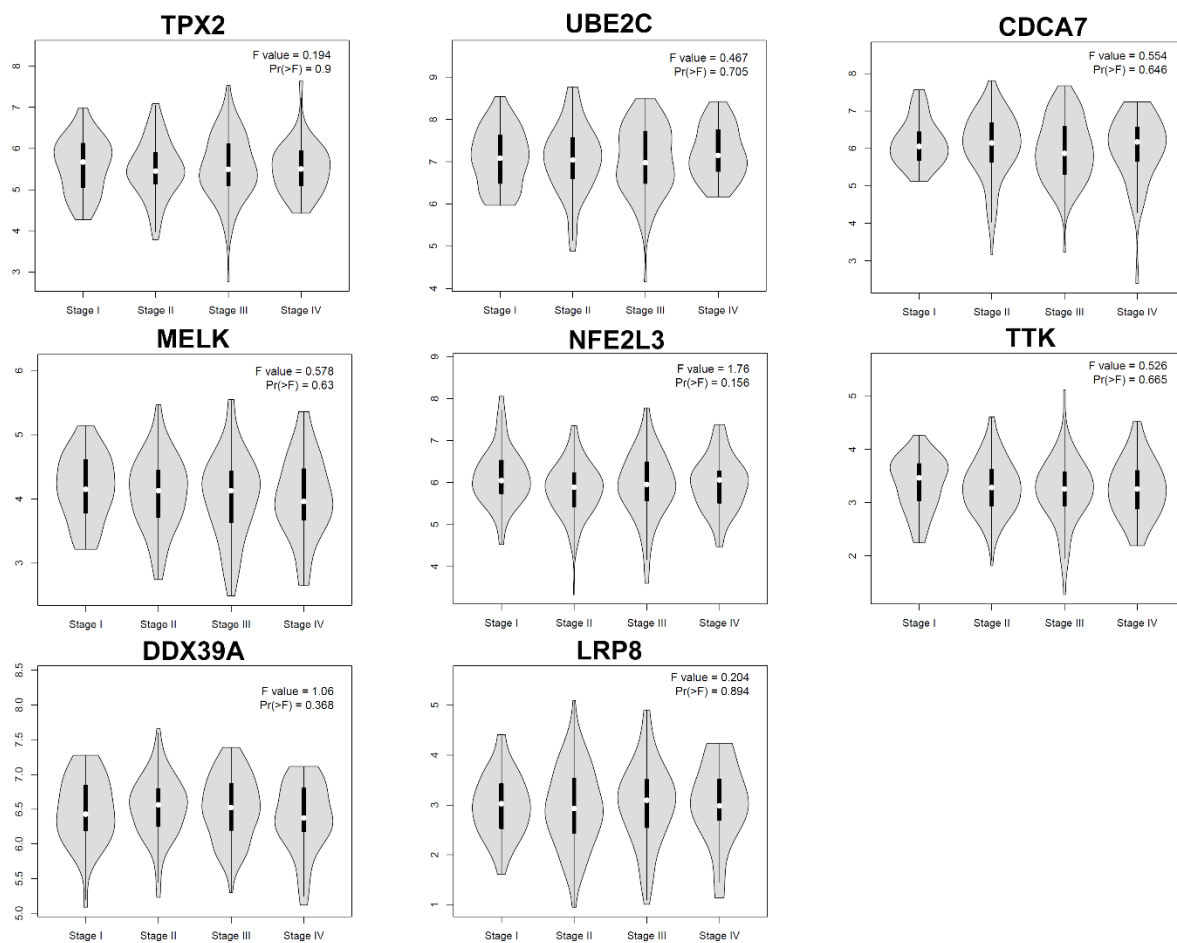 TPX2
F value = 0.194
Pr(>F) = 0.9
8
7
6
5
4
3
Stage I
Stage II
Stage III
Stage IV
UBE2C
F value = 0.467
Pr(>F) = 0.705
9
8
7
6
5
4
Stage I
Stage II
Stage III
Stage IV
CDCA7
F value = 0.554
Pr(>F) = 0.646
8
7
6
5
4
3
Stage I
Stage II
Stage III
Stage IV
MELK
F value = 0.578
Pr(>F) = 0.63
6
5
4
3
Stage I
Stage II
Stage III
Stage IV
NFE2L3
F value = 1.76
Pr(>F) = 0.156
9
8
7
6
5
4
Stage I
Stage II
Stage III
Stage IV
TTK
F value = 0.526
Pr(>F) = 0.665
5
4
3
2
Stage I
Stage II
Stage III
Stage IV
DDX39A
F value = 1.06
Pr(>F) = 0.368
8.5
8.0
7.5
7.0
6.5
6.0
5.5
5.0
Stage I
Stage II
Stage III
Stage IV
LRP8
F value = 0.204
Pr(>F) = 0.894
5
4
3
2
1
Stage I
Stage II
Stage III
Stage IV